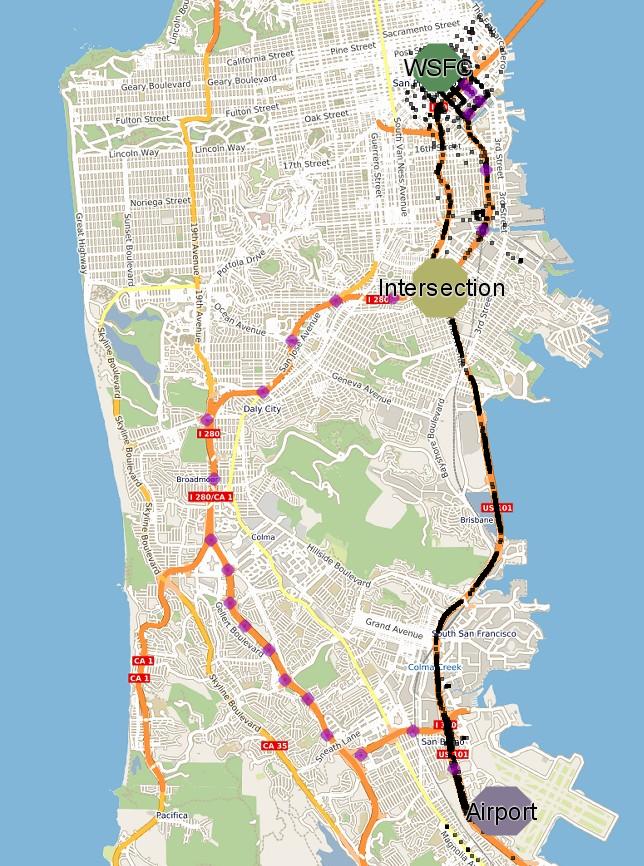 Lincoln Bou
Sacramento Street
Pine Street
California Street
Post S
WSFC
San
Geary Boulevard
Geary Boulevard
Fulton Street
Fulton Street
Oak Street
Lincoln Way
Lincoln Way
17th Street
16th Street
South Van Ness Avenue
Guerrero Street
3rd Street
3rd Street
Noriega Street
Great Highway
Sunset Boulevard
19th Avenue
19th Avenue
Portola Drive
Intersection
I 280
3rd Street
Ocean Avenue
San Jose Avenue
Skyline Boulevard
Geneva Avenue
Daly City
Bayshore Boulevard
Skyline Boulevard
I 280
Broadmoor
I 280/CA 1
US 101
Brisbane
Skyline Boulevard
Colma
Hillside Boulevard
Gellert Boulevard
Grand Avenue
South San Francisco
CA 1
Colma Creek
CA 1
Skyline Boulevard
CA 35
Sneath Lane
San Bruno
US 101
Pacifica
Airport
Magnolia A